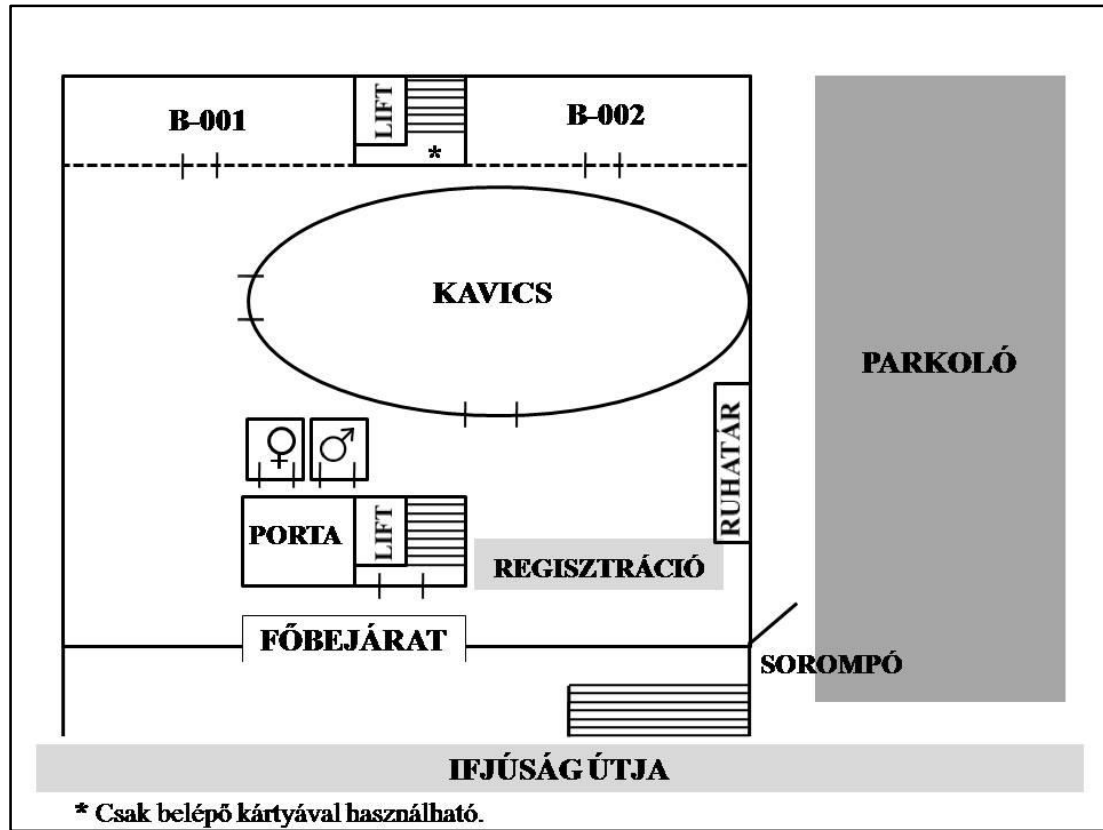 B-001
LIFT
*
B-002
KAVICS
PARKOLÓ
RUHATÁR
PORTA
LIFT
REGISZTRÁCIÓ
FŐBEJÁRAT
SOROMPÓ
IFJÚSÁG ÚTJA
* Csak belépő kártyával használható.